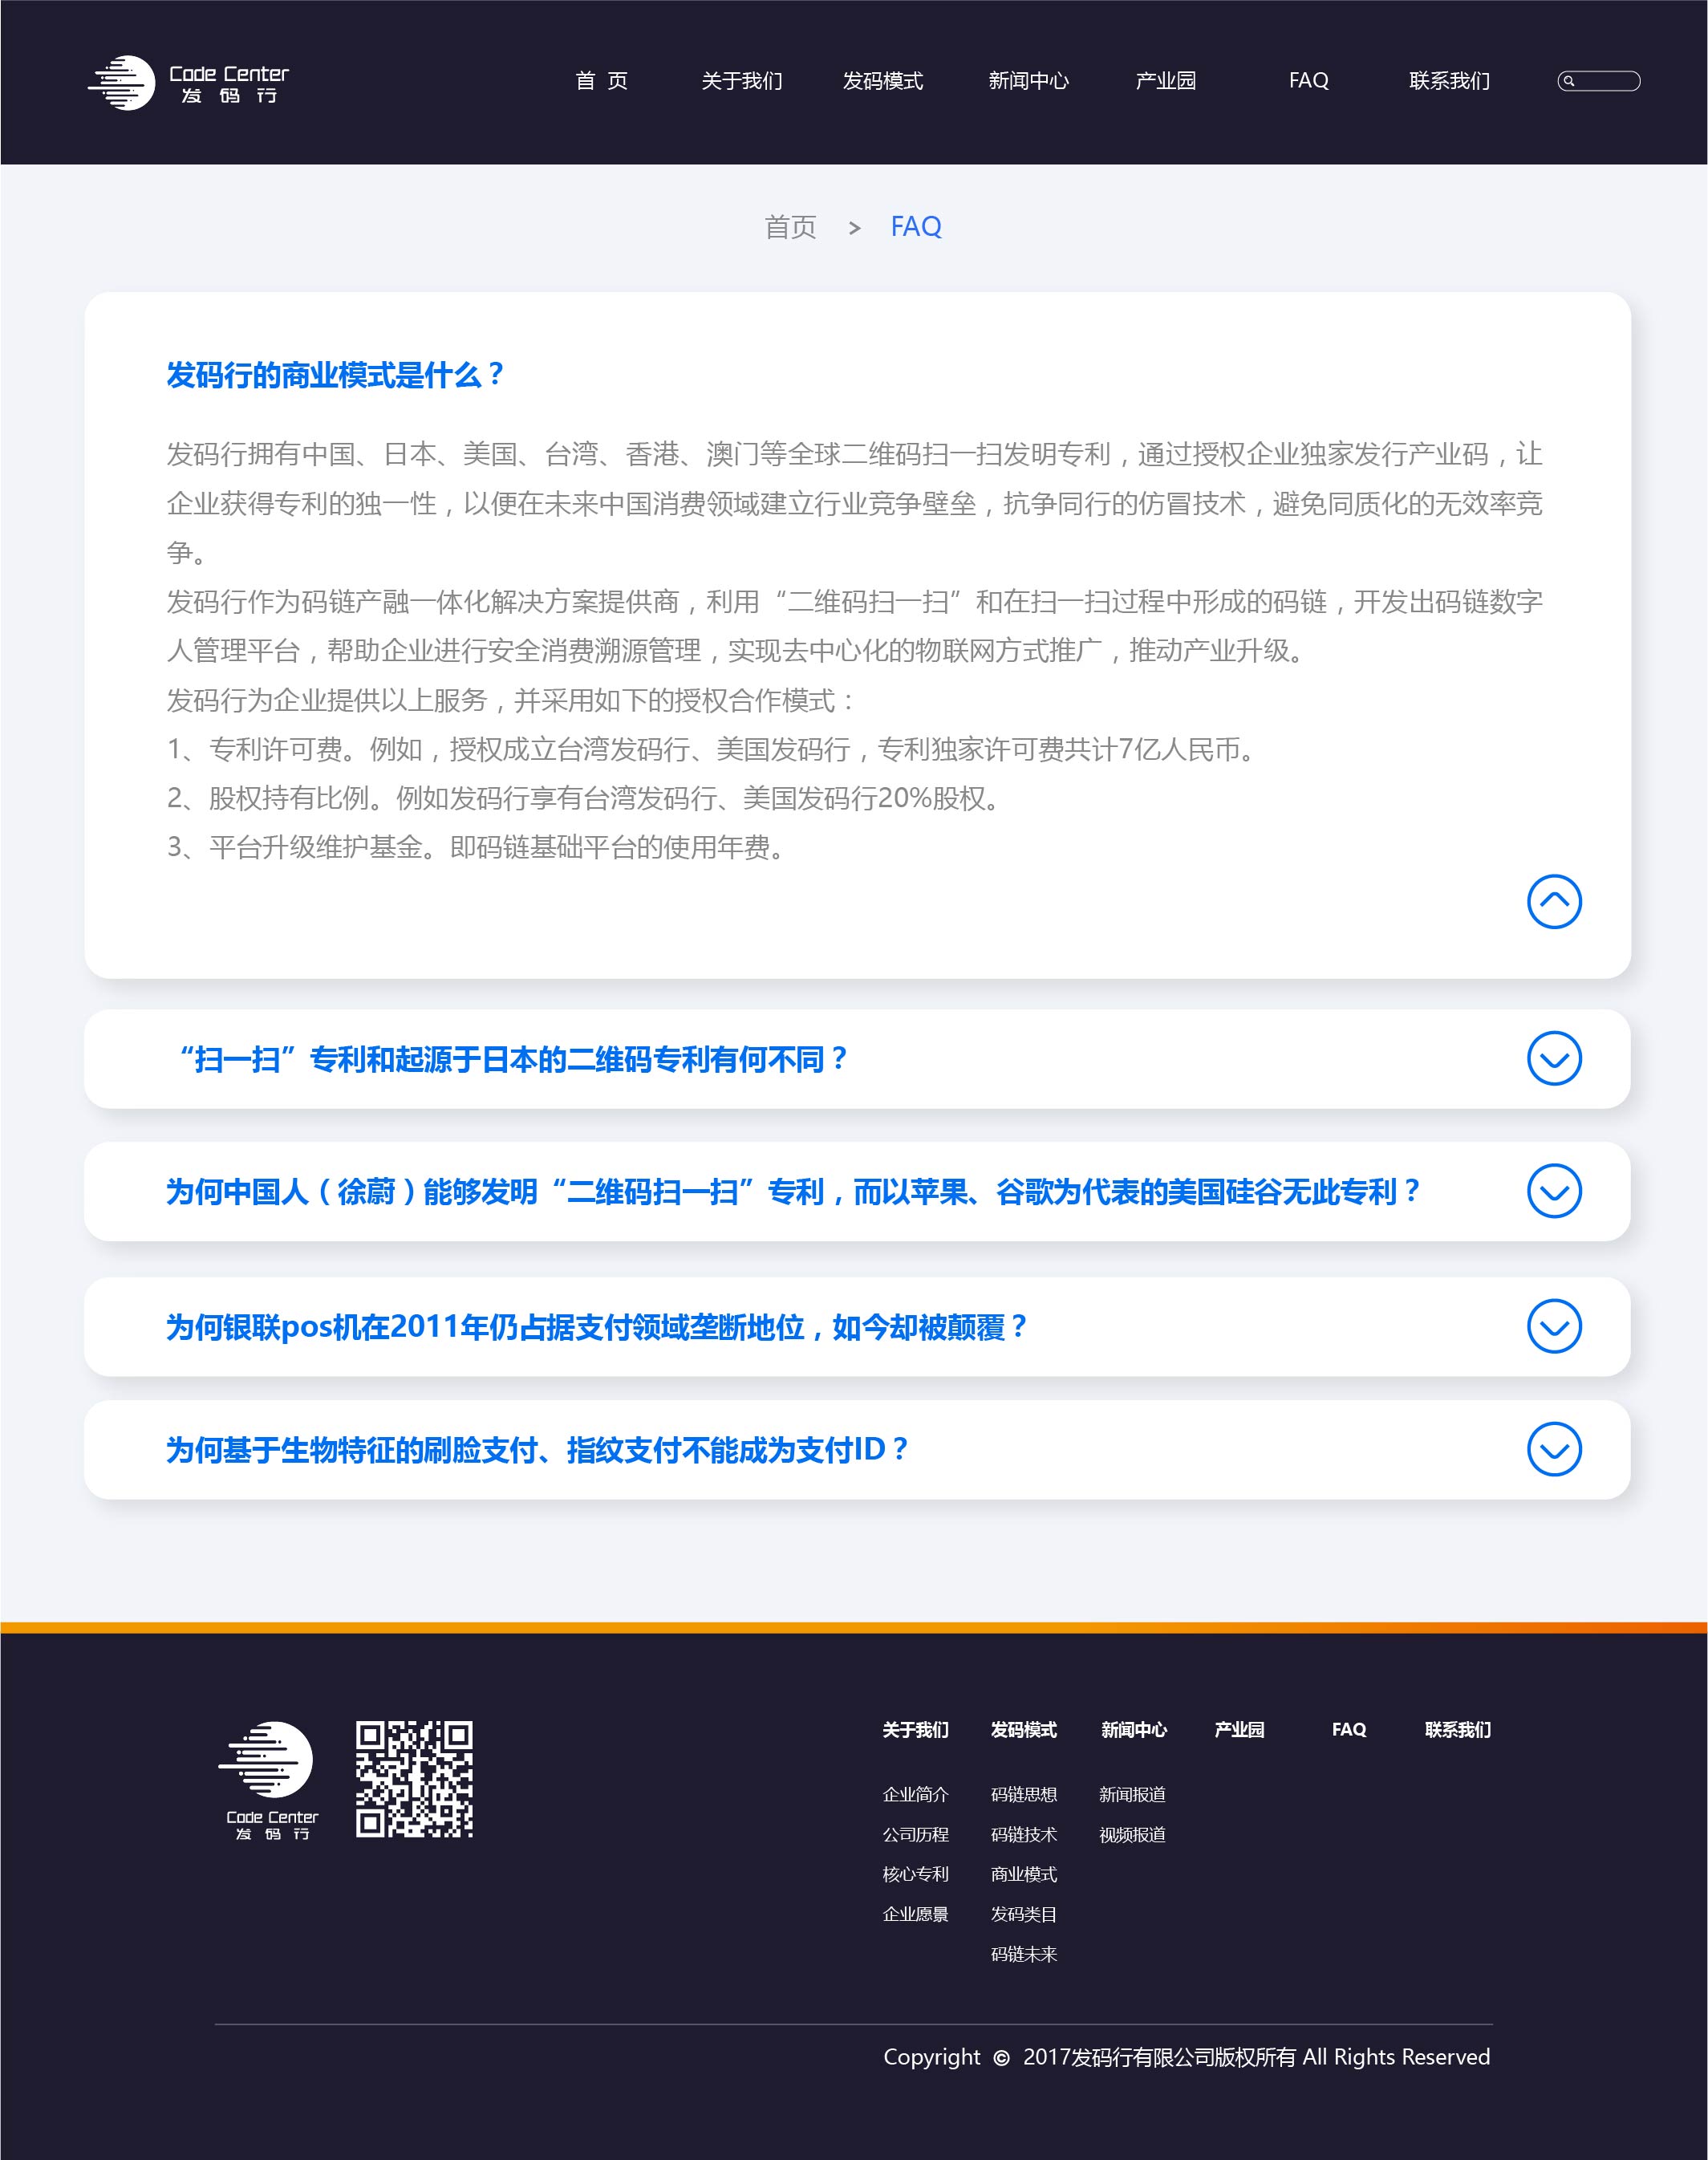 Code Center
发 码 行
首 页 关于我们 发码模式 新闻中心 产业园 FAQ 联系我们
首页 > FAQ
发码行的商业模式是什么？
发码行拥有中国、日本、美国、台湾、香港、澳门等全球二维码扫一扫发明专利，通过授权企业独家发行产业码，让
企业获得专利的独一性，以便在未来中国消费领域建立行业竞争壁垒，抗争同行的仿冒技术，避免同质化的无效率竞
争。
发码行作为码链产融一体化解决方案提供商，利用“二维码扫一扫”和在扫一扫过程中形成的码链，开发出码链数字
人管理平台，帮助企业进行安全消费溯源管理，实现去中心化的物联网方式推广，推动产业升级。
发码行为企业提供以上服务，并采用如下的授权合作模式：
1、专利许可费。例如，授权成立台湾发码行、美国发码行，专利独家许可费共计7亿人民币。
2、股权持有比例。例如发码行享有台湾发码行、美国发码行20%股权。
3、平台升级维护基金。即码链基础平台的使用年费。
“扫一扫”专利和起源于日本的二维码专利有何不同？
为何中国人（徐蔚）能够发明“二维码扫一扫”专利，而以苹果、谷歌为代表的美国硅谷无此专利？
为何银联pos机在2011年仍占据支付领域垄断地位，如今却被颠覆？
为何基于生物特征的刷脸支付、指纹支付不能成为支付ID？
Code Center
发 码 行
关于我们 发码模式 新闻中心 产业园 FAQ 联系我们
企业简介 码链思想 新闻报道
公司历程 码链技术 视频报道
核心专利 商业模式
企业愿景 发码类目
码链未来
Copyright © 2017发码行有限公司版权所有 All Rights Reserved